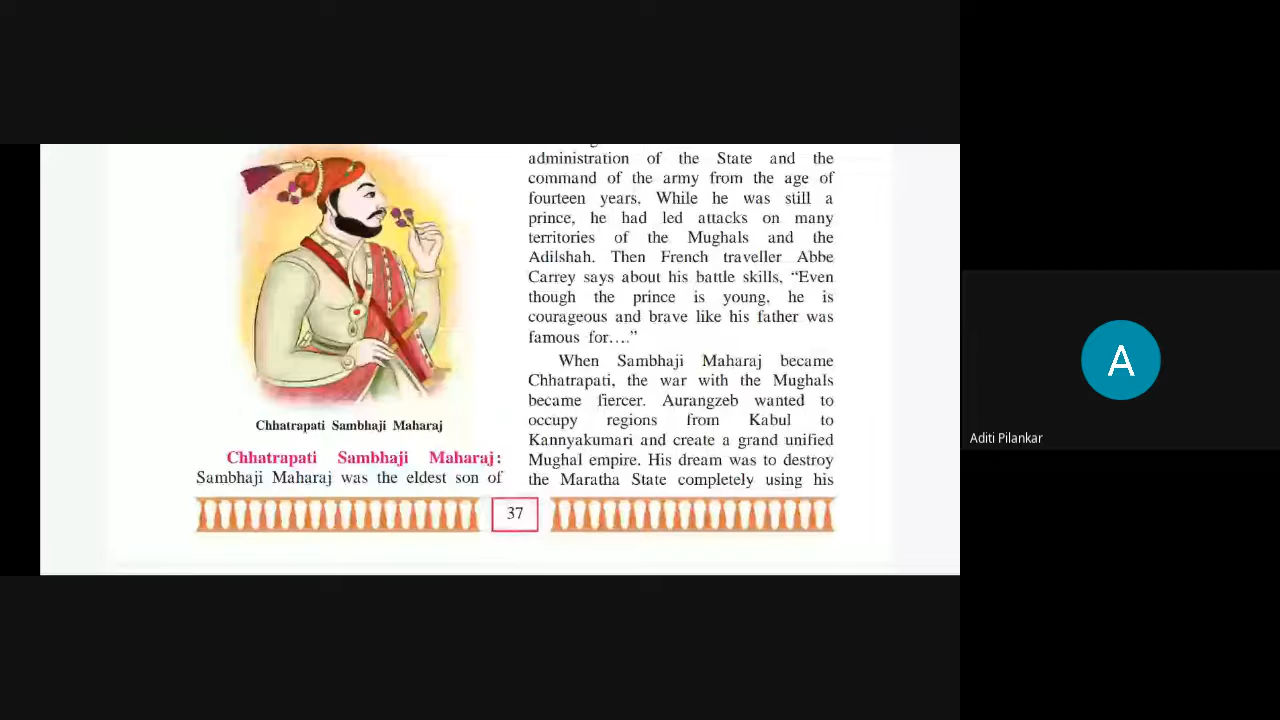 Chhatrapati Sambhaji Maharaj
Chhatrapati Sambhaji Maharaj:
Sambhaji Maharaj was the eldest son of
administration of the State and the
command of the army from the age of
fourteen years. While he was still a
prince, he had led attacks on many
territories of the Mughals and the
Adilshah. Then French traveller Abbe
Carrey says about his battle skills, “Even
though the prince is young, he is
courageous and brave like his father was
famous for....”
When Sambhaji Maharaj became
Chhatrapati, the war with the Mughals
became fiercer. Aurangzeb wanted to
occupy regions from Kabul to
Kannyakumari and create a grand unified
Mughal empire. His dream was to destroy
the Maratha State completely using his
37
A
Aditi Pilankar